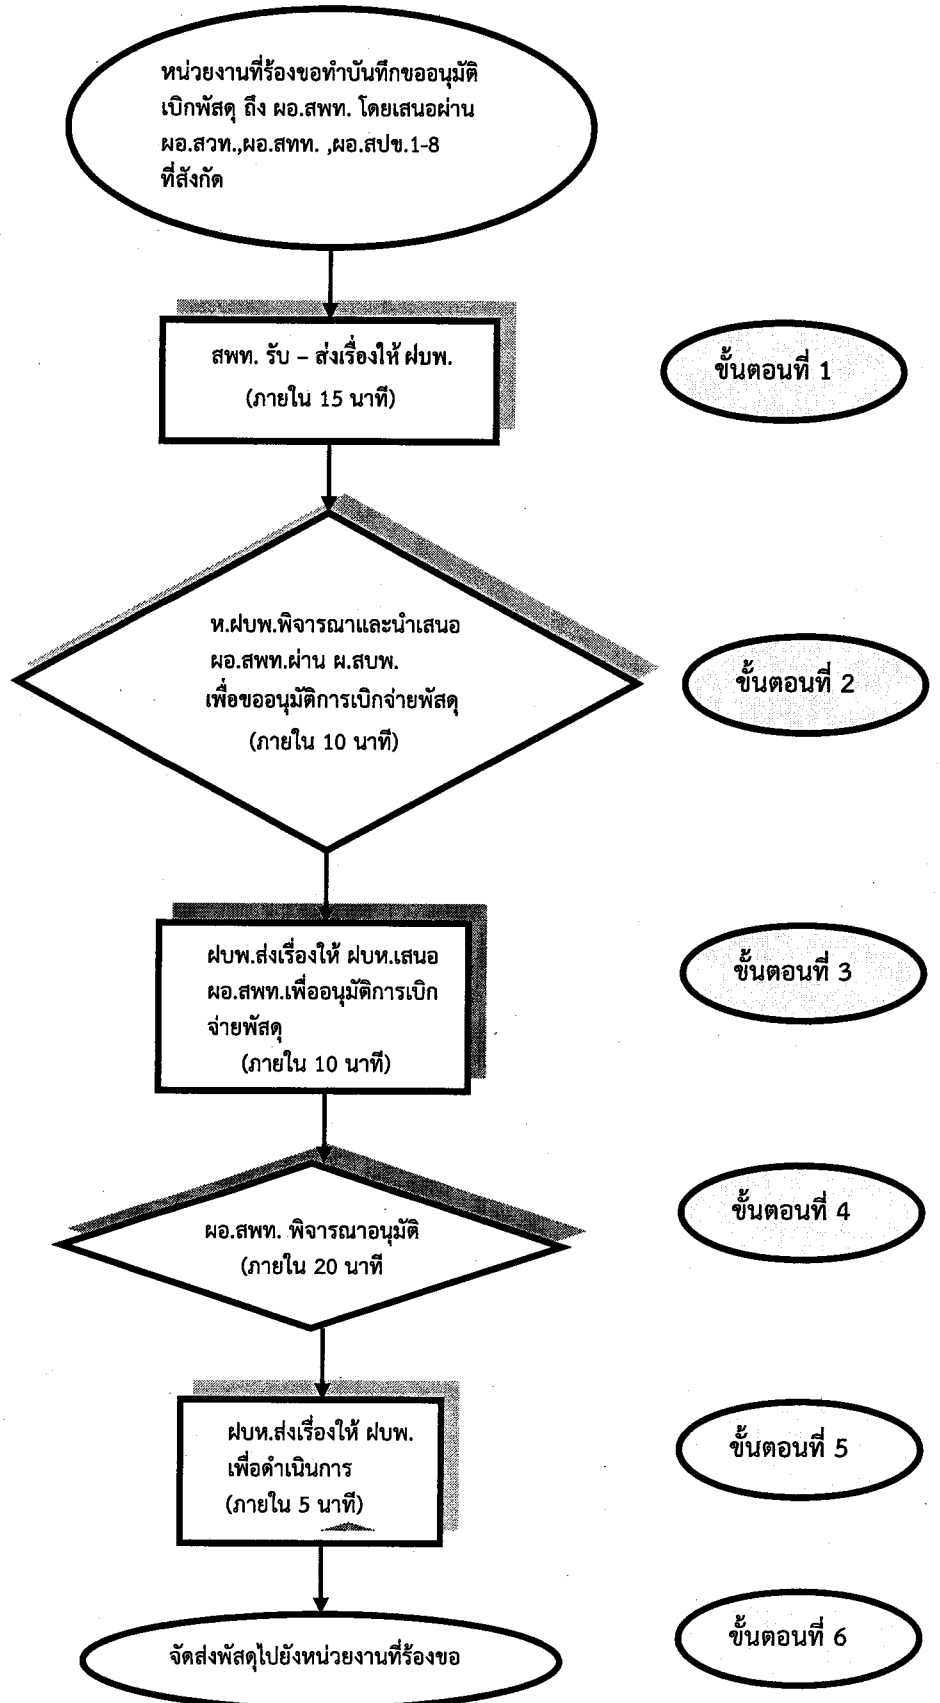 หน่วยงานที่ร้องขอทำบันทึกขออนุมัติ
เบิกพัสดุ ถึง ผอ.สพท. โดยเสนอผ่าน
ผอ.สวท.,ผอ.สทท. ,ผอ.สปข.1-8
ที่สังกัด
สพท. รับ – ส่งเรื่องให้ ฝบพ.
(ภายใน 15 นาที)
ขั้นตอนที่ 1
ห.ฝบพ.พิจารณาและนำเสนอ
ผอ.สพท.ผ่าน ผ.สบพ.
เพื่อขออนุมัติการเบิกจ่ายพัสดุ
(ภายใน 10 นาที)
ขั้นตอนที่ 2
ฝบพ.ส่งเรื่องให้ ฝบห.เสนอ
ผอ.สพท.เพื่ออนุมัติการเบิก
จ่ายพัสดุ
(ภายใน 10 นาที)
ขั้นตอนที่ 3
ผอ.สพท. พิจารณาอนุมัติ
(ภายใน 20 นาที
ขั้นตอนที่ 4
ฝบห.ส่งเรื่องให้ ฝบพ.
เพื่อดำเนินการ
(ภายใน 5 นาที)
ขั้นตอนที่ 5
จัดส่งพัสดุไปยังหน่วยงานที่ร้องขอ
ขั้นตอนที่ 6